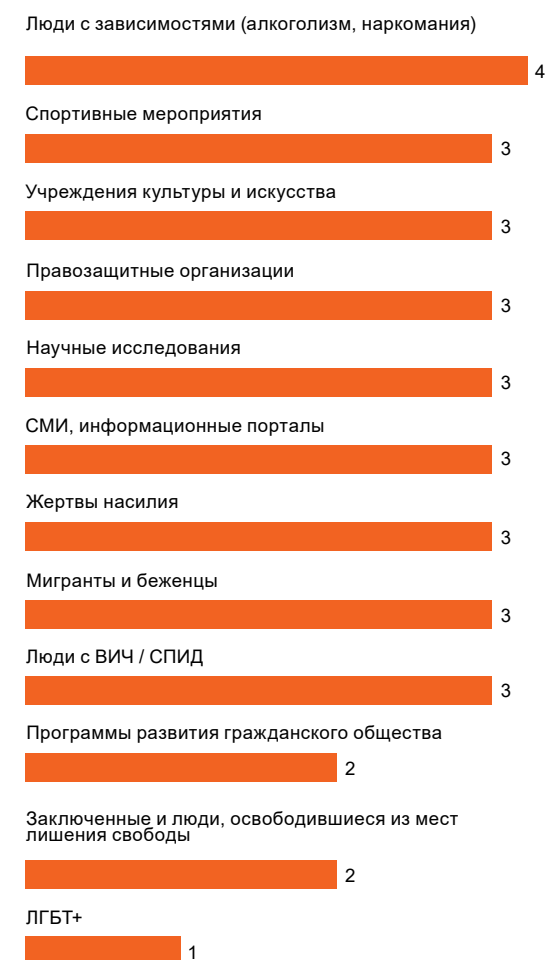 Люди с зависимостями (алкоголизм, наркомания)
4
Спортивные мероприятия
3
Учреждения культуры и искусства
3
Правозащитные организации
3
Научные исследования
3
СМИ, информационные порталы
3
Жертвы насилия
3
Мигранты и беженцы
3
Люди с ВИЧ / СПИД
3
Программы развития гражданского общества
2
Заключенные и люди, освободившиеся из мест
лишения свободы
2
ЛГБТ+
1